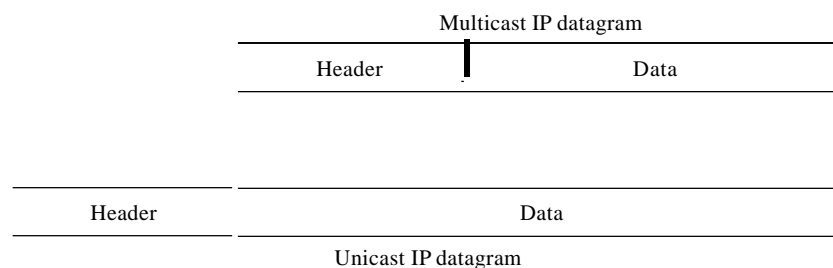 Multicast IP datagram
Header Data
Header Data
Unicast IP datagram